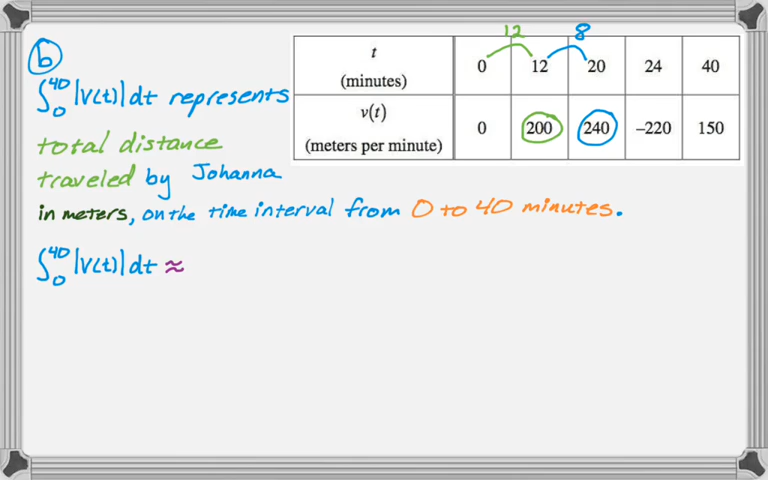 b
12 8
t
(minutes) 0 12 20 24 40
v(t)
(meters per minute) 0 200 240 –220 150
∫₀⁴⁰ |v(t)| dt represents
total distance
traveled by Johanna
in meters, on the time interval from 0 to 40 minutes.
∫₀⁴⁰ |v(t)| dt ≈